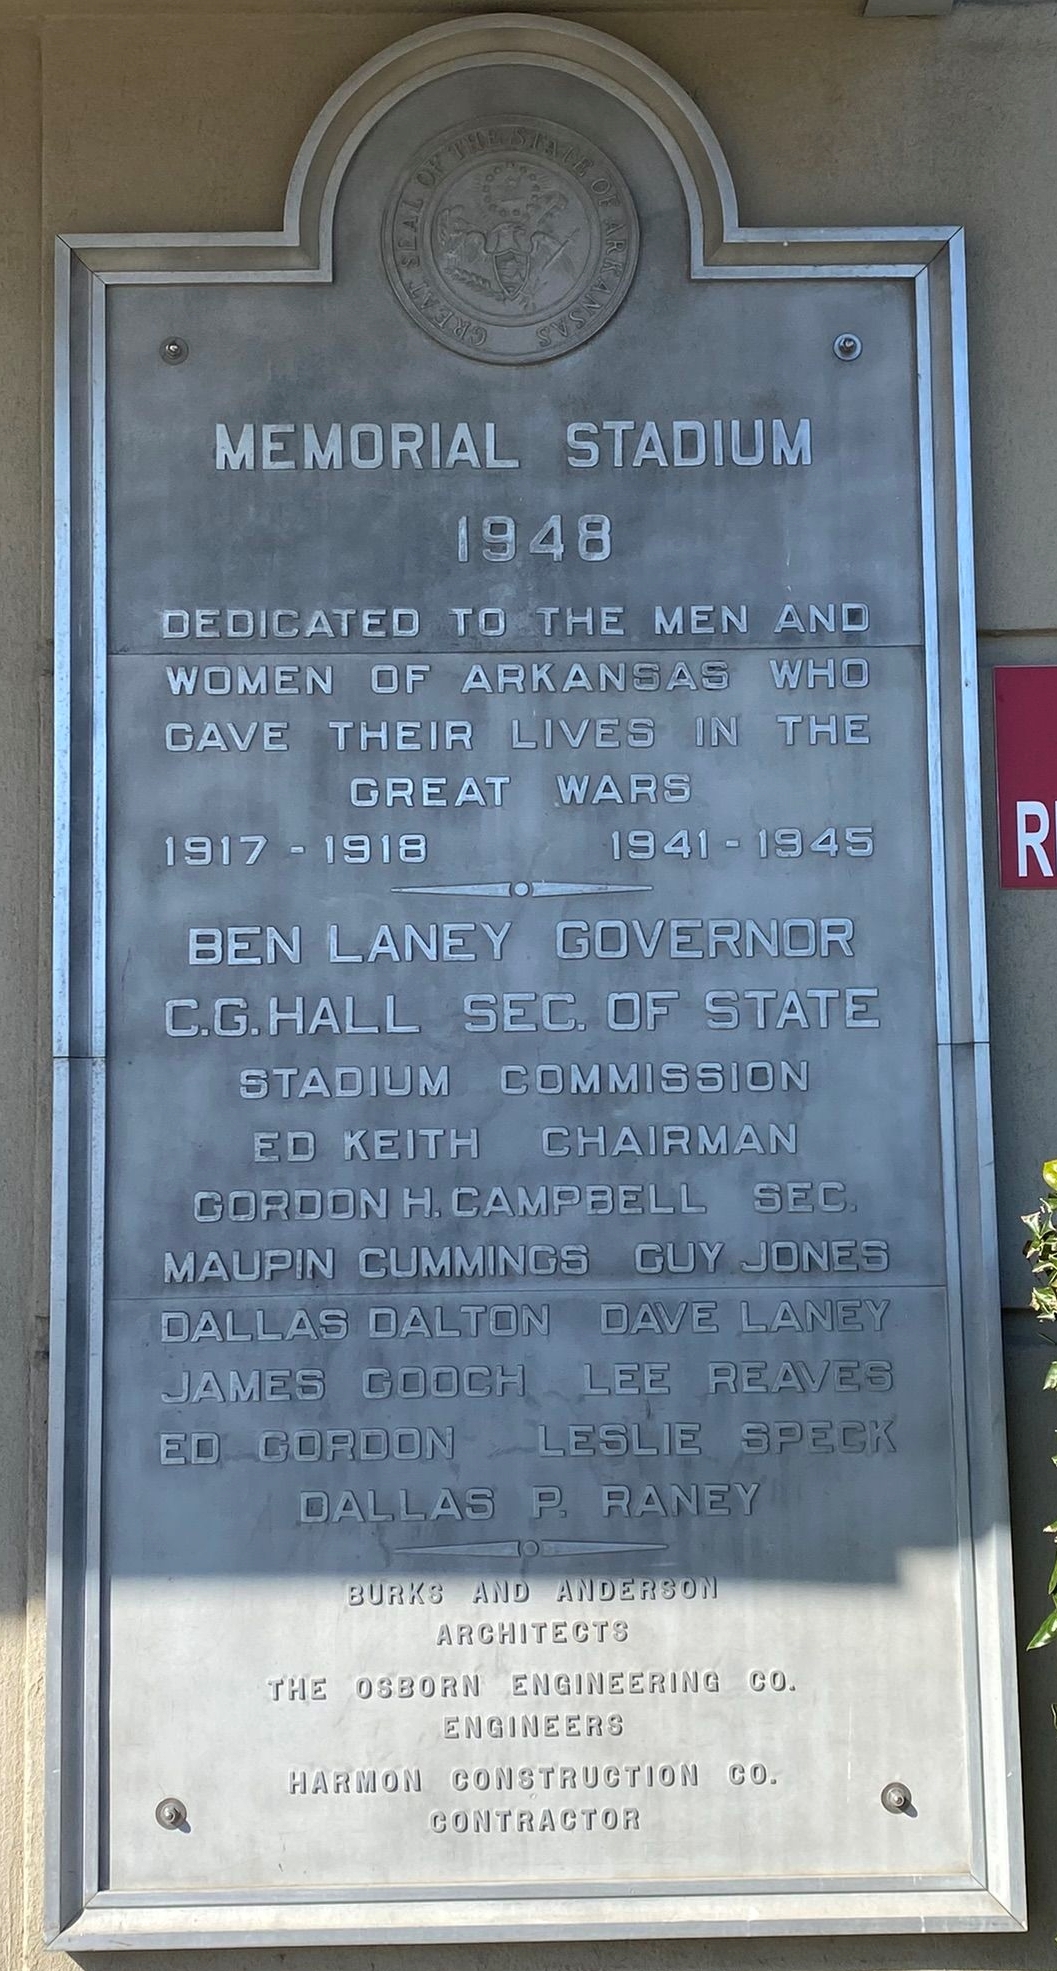 GREAT SEAL OF THE STATE OF ARKANSAS
MEMORIAL STADIUM
1948
DEDICATED TO THE MEN AND
WOMEN OF ARKANSAS WHO
GAVE THEIR LIVES IN THE
GREAT WARS
1917 - 1918 1941 - 1945
BEN LANEY GOVERNOR
C.G. HALL SEC. OF STATE
STADIUM COMMISSION
ED KEITH CHAIRMAN
GORDON H. CAMPBELL SEC.
MAUPIN CUMMINGS GUY JONES
DALLAS DALTON DAVE LANEY
JAMES GOOCH LEE REAVES
ED GORDON LESLIE SPECK
DALLAS P. RANEY
BURKS AND ANDERSON
ARCHITECTS
THE OSBORN ENGINEERING CO.
ENGINEERS
HARMON CONSTRUCTION CO.
CONTRACTOR